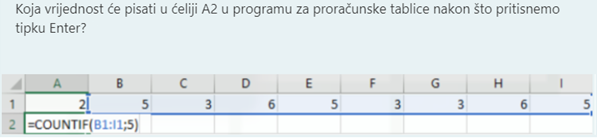 Koja vrijednost će pisati u ćeliji A2 u programu za proračunske tablice nakon što pritisnemo
tipku Enter?
A B C D E F G H I
1 2 5 3 6 5 3 3 6 5
2 =COUNTIF(B1:I1;5)